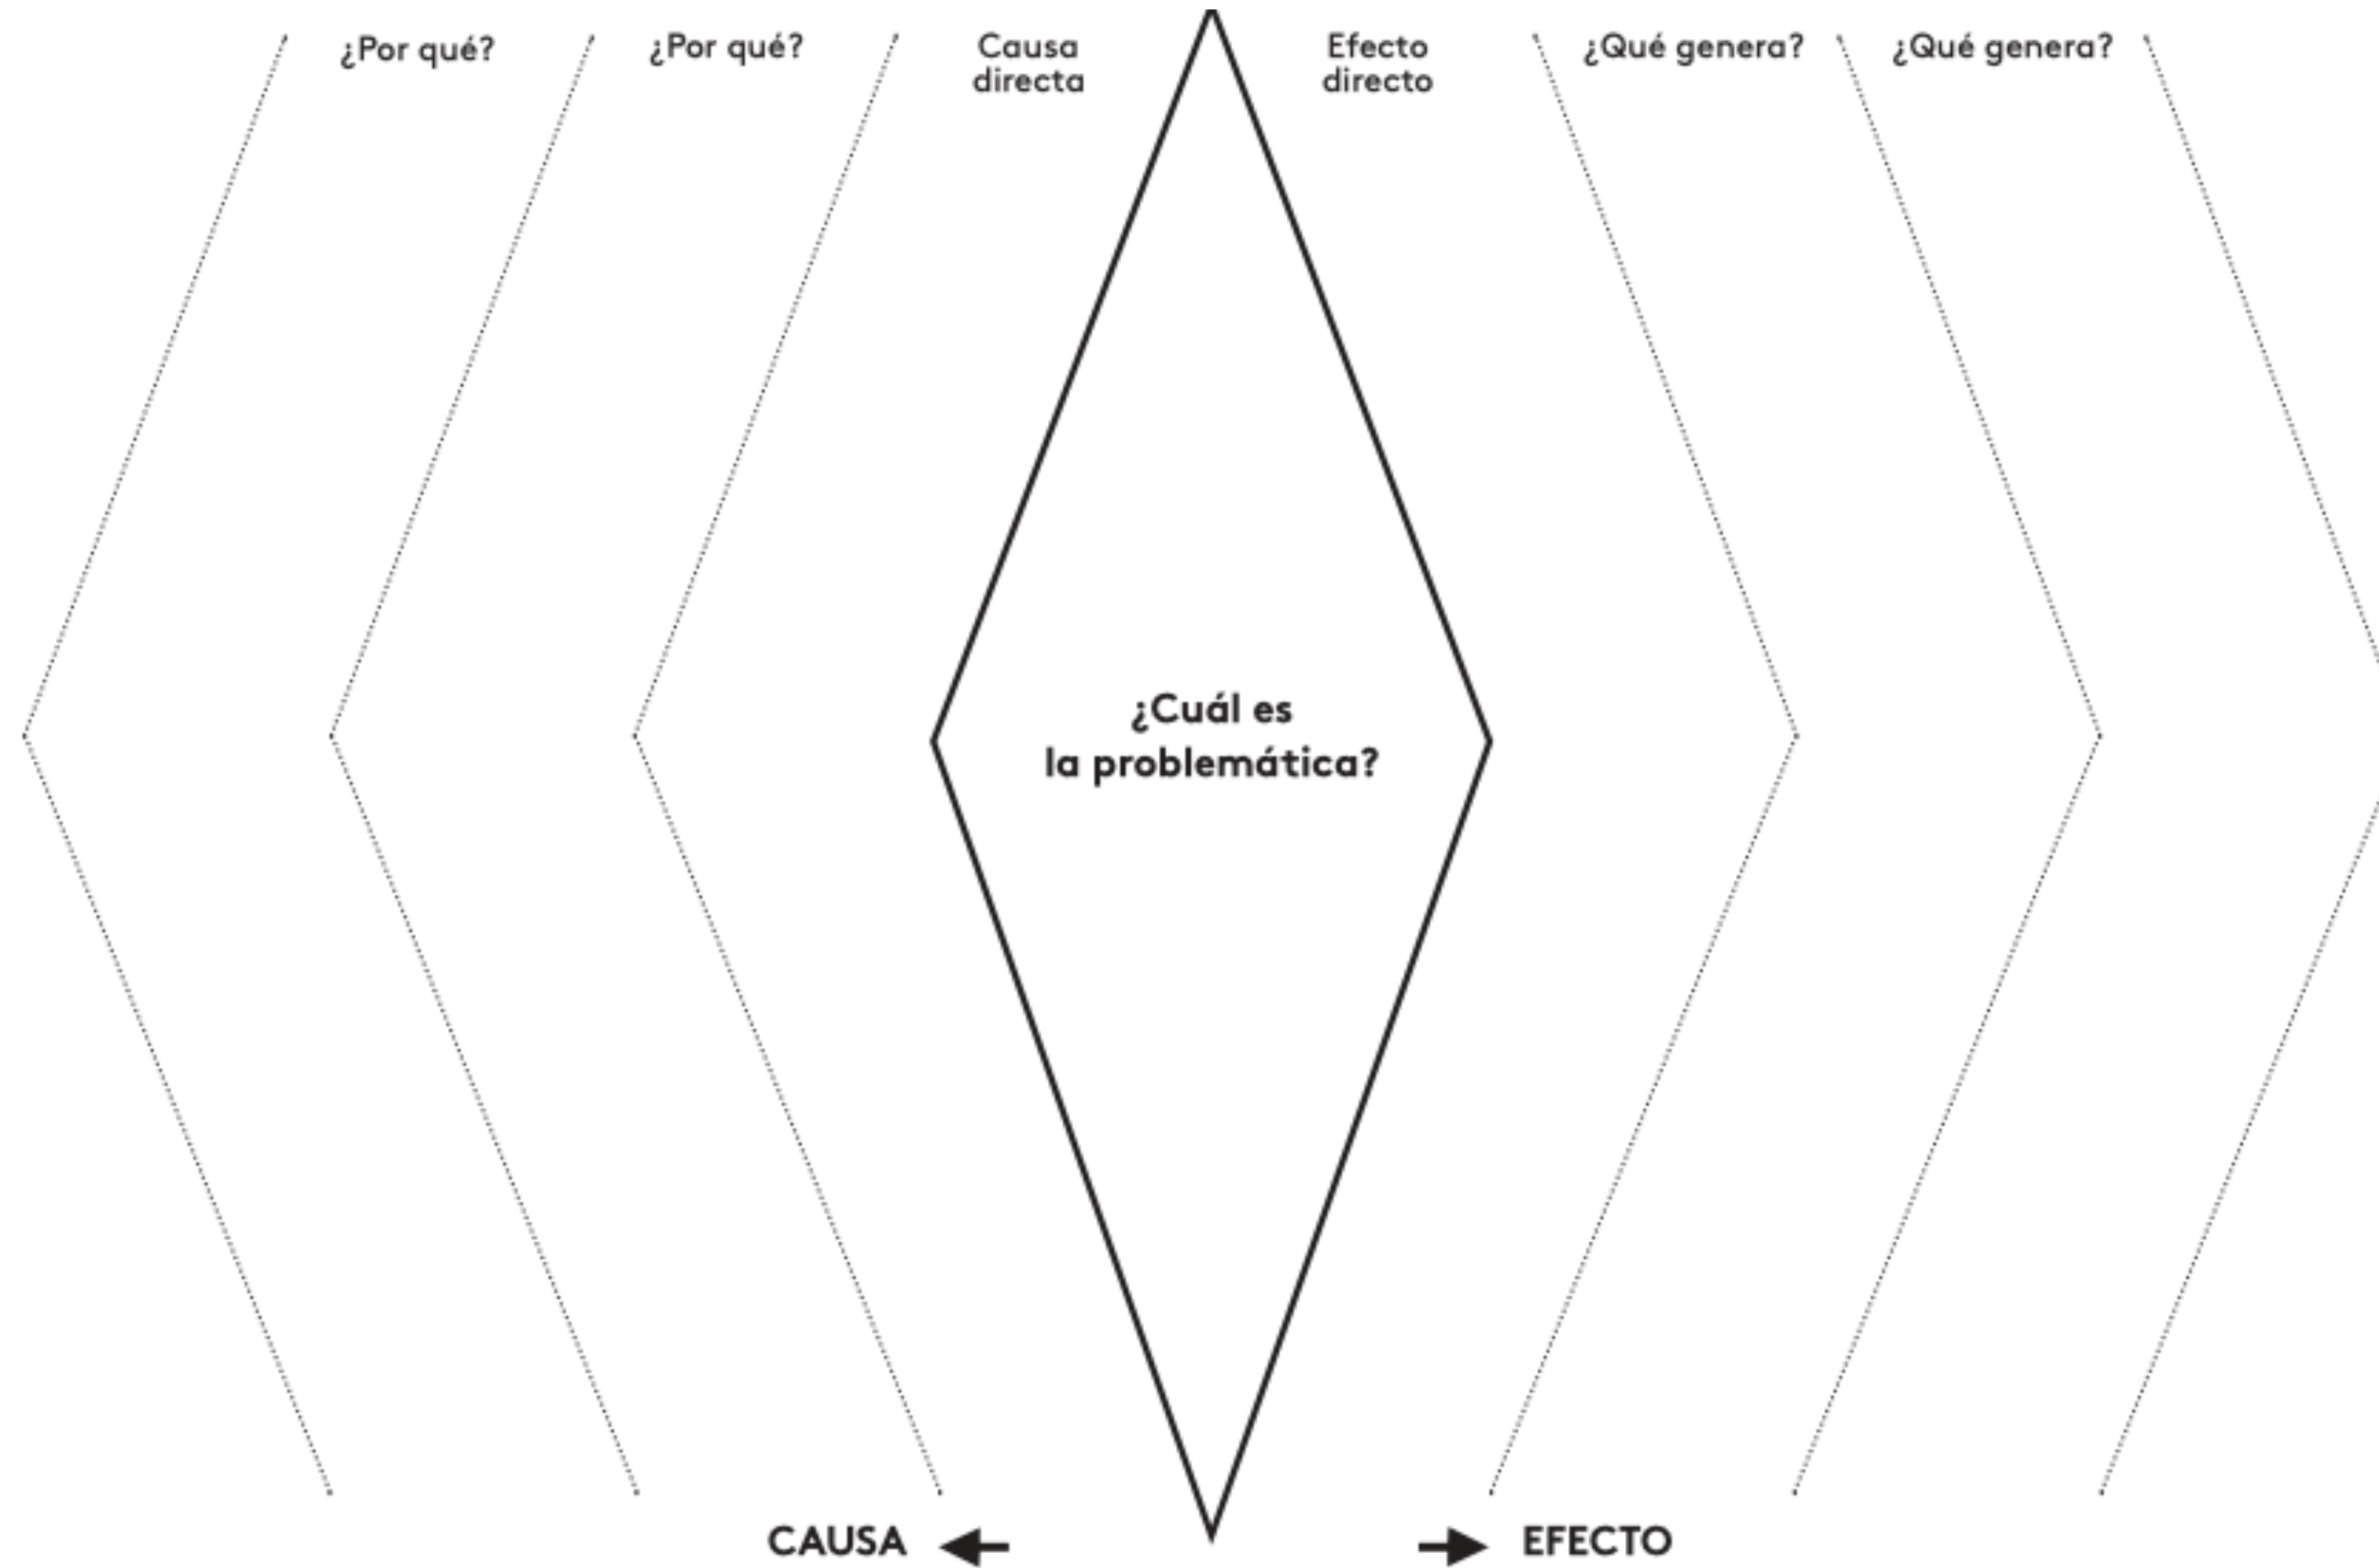 ¿Por qué?
¿Por qué?
Causa
directa
Efecto
directo
¿Qué genera?
¿Qué genera?
¿Cuál es
la problemática?
CAUSA
EFECTO